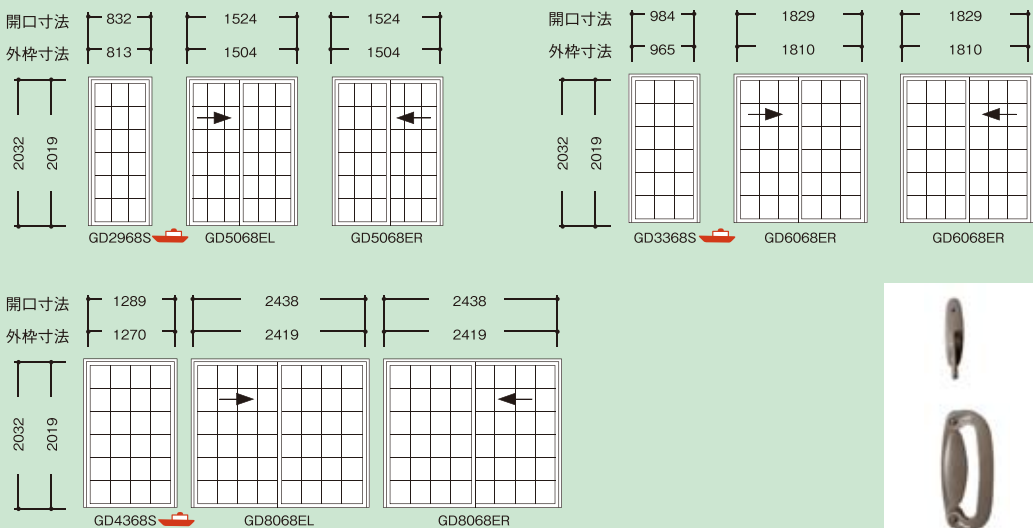 開口寸法 832 1524 1524
外枠寸法 813 1504 1504
2032 2019
GD2968S GD5068EL GD5068ER
開口寸法 984 1829 1829
外枠寸法 965 1810 1810
2032 2019
GD3368S GD6068ER GD6068ER
開口寸法 1289 2438 2438
外枠寸法 1270 2419 2419
2032 2019
GD4368S GD8068EL GD8068ER